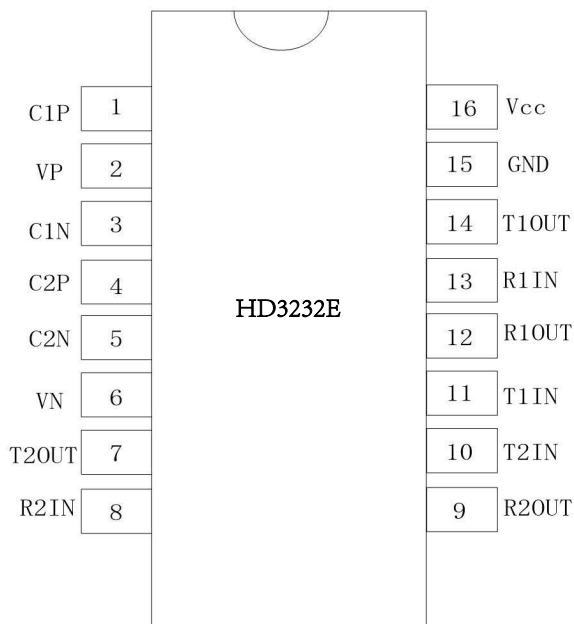 C1P 1 16 Vcc
VP 2 15 GND
C1N 3 14 T1OUT
C2P 4 13 R1IN
HD3232E
C2N 5 12 R1OUT
VN 6 11 T1IN
T2OUT 7 10 T2IN
R2IN 8 9 R2OUT